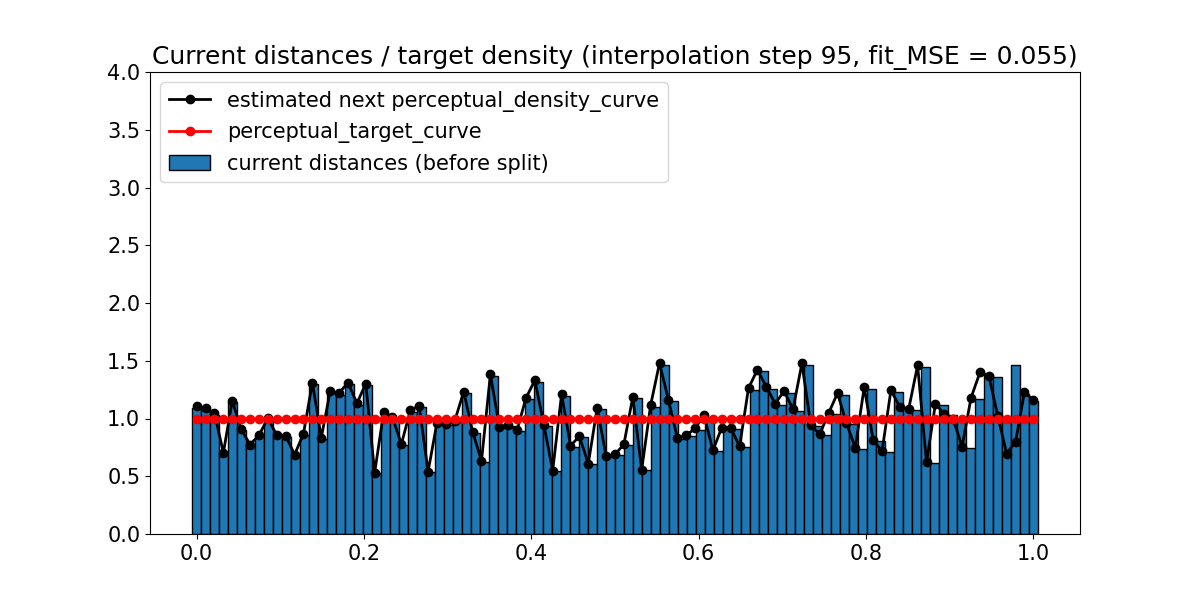 Current distances / target density (interpolation step 95, fit_MSE = 0.055)
4.0
3.5
3.0
2.5
2.0
1.5
1.0
0.5
0.0
estimated next perceptual_density_curve
perceptual_target_curve
current distances (before split)
0.0 0.2 0.4 0.6 0.8 1.0